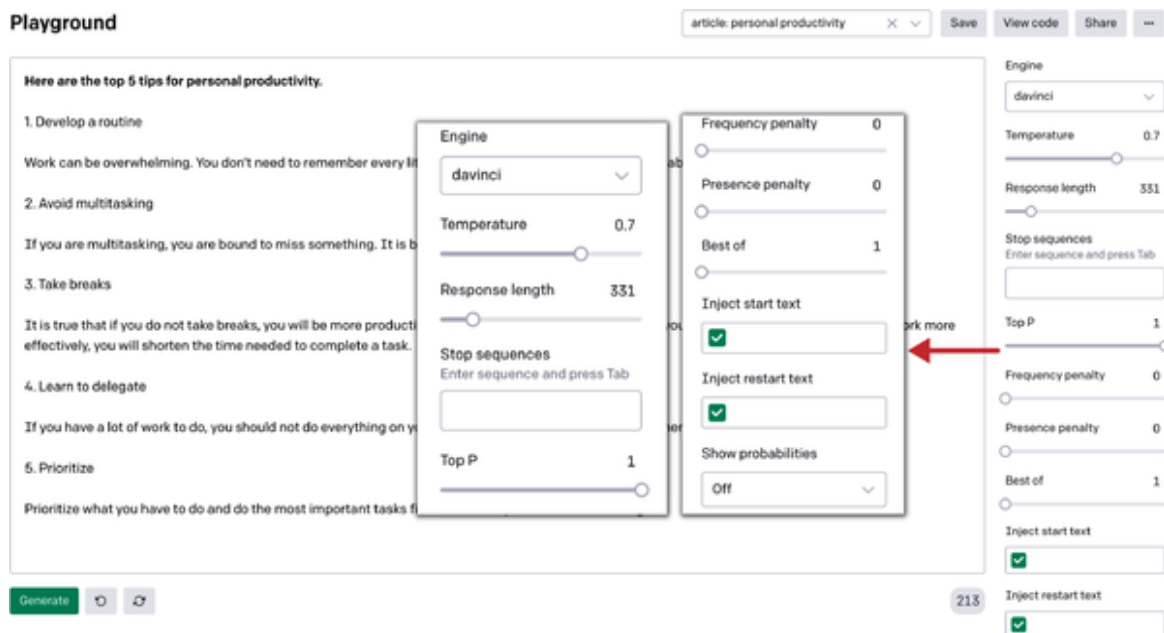 Playground
article: personal productivity
Save
View code
Share
Here are the top 5 tips for personal productivity.
1. Develop a routine
Work can be overwhelming. You don't need to remember every
2. Avoid multitasking
If you are multitasking, you are bound to miss something. It is
3. Take breaks
It is true that if you do not take breaks, you will be more
more
effectively, you will shorten the time needed to complete a task.
4. Learn to delegate
If you have a lot of work to do, you should not do everything on
5. Prioritize
Prioritize what you have to do and do the most important tasks
Engine
davinci
Temperature 0.7
Response length 331
Stop sequences
Enter sequence and press Tab
Top P 1
Frequency penalty 0
Presence penalty 0
Best of 1
Inject start text
Inject restart text
Show probabilities
Off
Engine
davinci
Temperature 0.7
Response length 331
Stop sequences
Enter sequence and press Tab
Top P 1
Frequency penalty 0
Presence penalty 0
Best of 1
Inject start text
Inject restart text
Generate
213